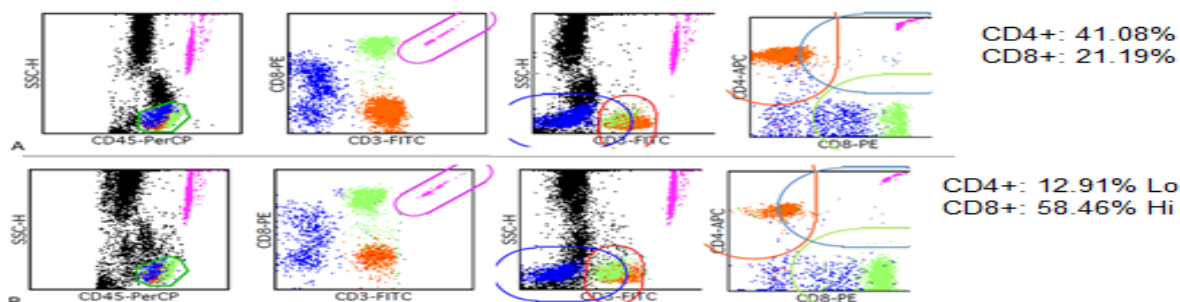 SSC-H
CD45-PerCP
CD8-PE
CD3-FITC
SSC-H
CD3-FITC
CD4-APC
CD8-PE
CD4+: 41.08%
CD8+: 21.19%
A
SSC-H
CD45-PerCP
CD8-PE
CD3-FITC
SSC-H
CD3-FITC
CD4-APC
CD8-PE
CD4+: 12.91% Lo
CD8+: 58.46% Hi
B